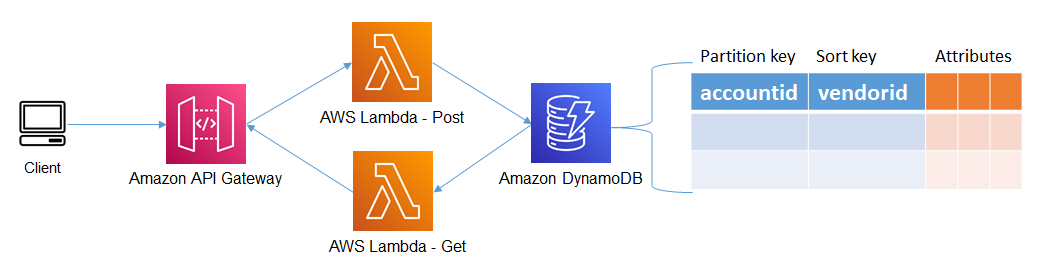 Partition key Sort key Attributes
accountid vendorid
AWS Lambda - Post
Client
Amazon API Gateway
Amazon DynamoDB
AWS Lambda - Get